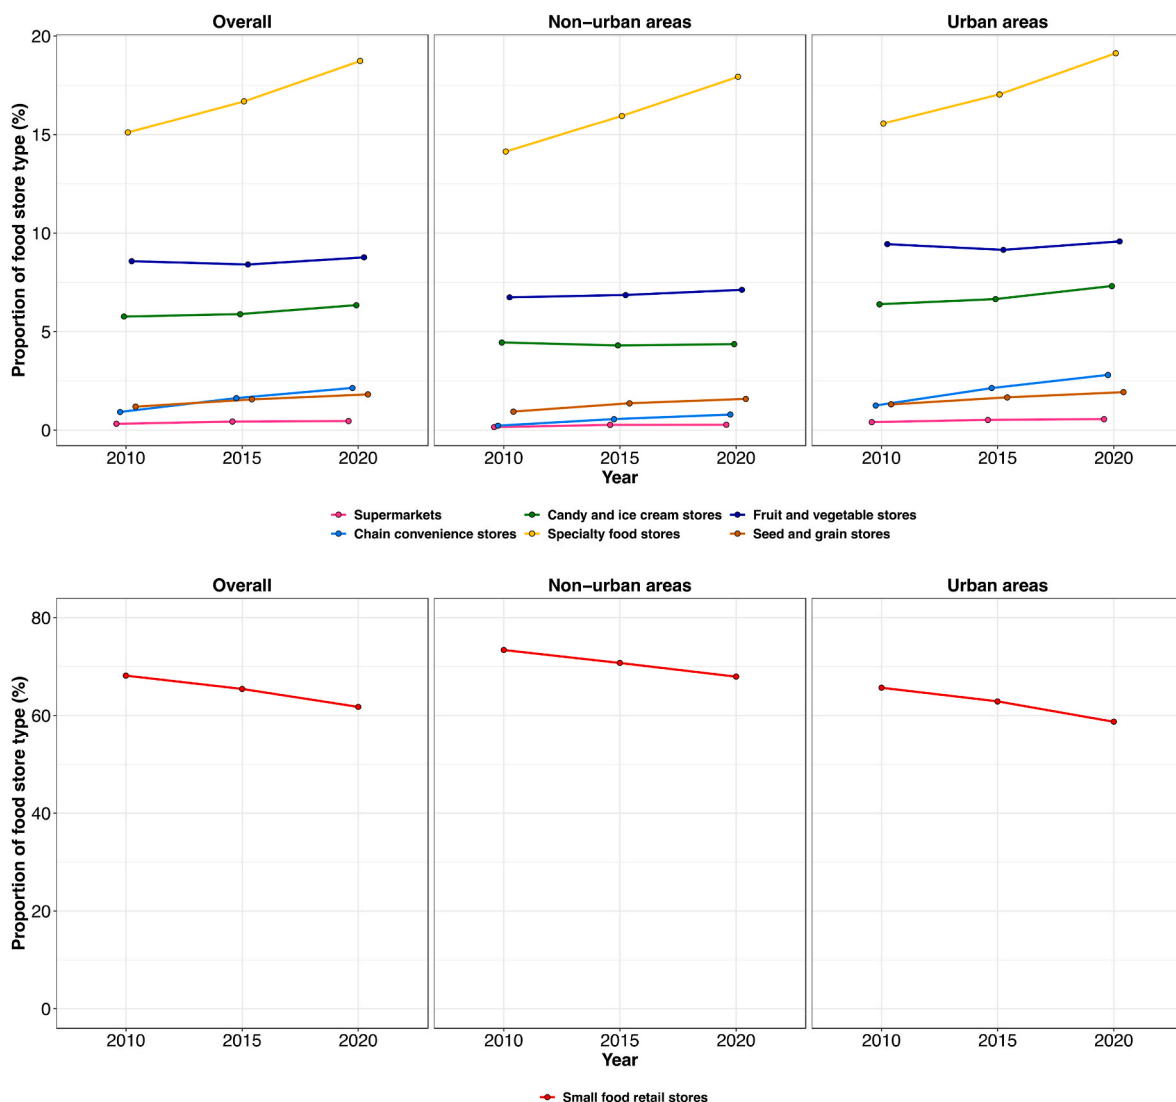 Overall
Non-urban areas
Urban areas
Proportion of food store type (%)
20
15
10
5
0
2010 2015 2020
2010 2015 2020
2010 2015 2020
Year
Year
Year
Supermarkets
Candy and ice cream stores
Fruit and vegetable stores
Chain convenience stores
Specialty food stores
Seed and grain stores
Overall
Non-urban areas
Urban areas
Proportion of food store type (%)
80
60
40
20
0
2010 2015 2020
2010 2015 2020
2010 2015 2020
Year
Year
Year
Small food retail stores